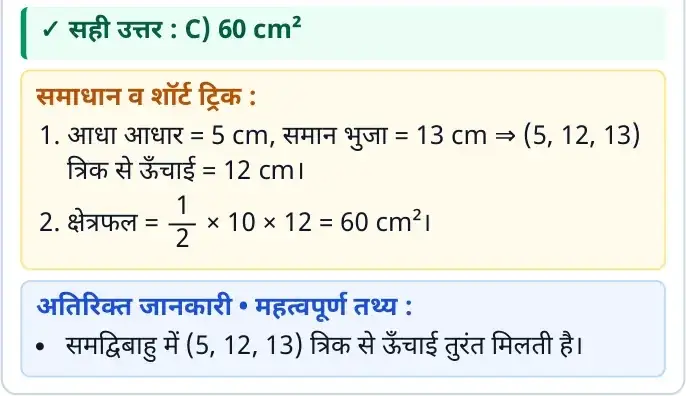 ✓ सही उत्तर : C) 60 cm²
समाधान व शॉर्ट ट्रिक :
1. आधा आधार = 5 cm, समान भुजा = 13 cm ⇒ (5, 12, 13)
त्रिक से ऊँचाई = 12 cm।
2. क्षेत्रफल = 1/2 × 10 × 12 = 60 cm²।
अतिरिक्त जानकारी • महत्वपूर्ण तथ्य :
• समद्विबाहु में (5, 12, 13) त्रिक से ऊँचाई तुरंत मिलती है।